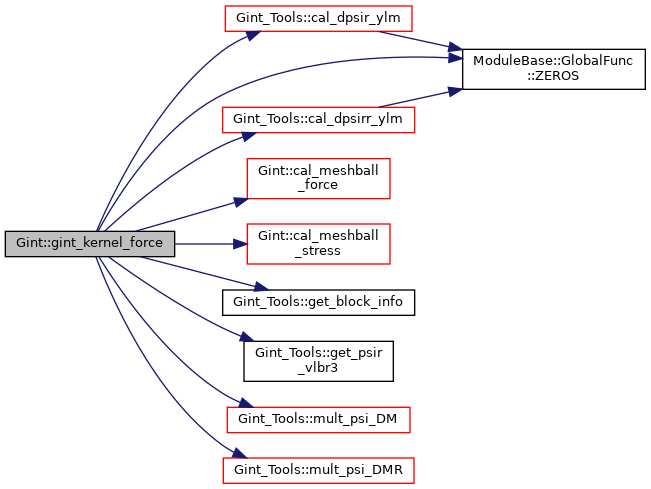 Gint::gint_kernel_force
Gint_Tools::cal_dpsir_ylm
ModuleBase::GlobalFunc
::ZEROS
Gint_Tools::cal_dpsirr_ylm
Gint::cal_meshball
_force
Gint::cal_meshball
_stress
Gint_Tools::get_block_info
Gint_Tools::get_psir
_vlbr3
Gint_Tools::mult_psi_DM
Gint_Tools::mult_psi_DMR